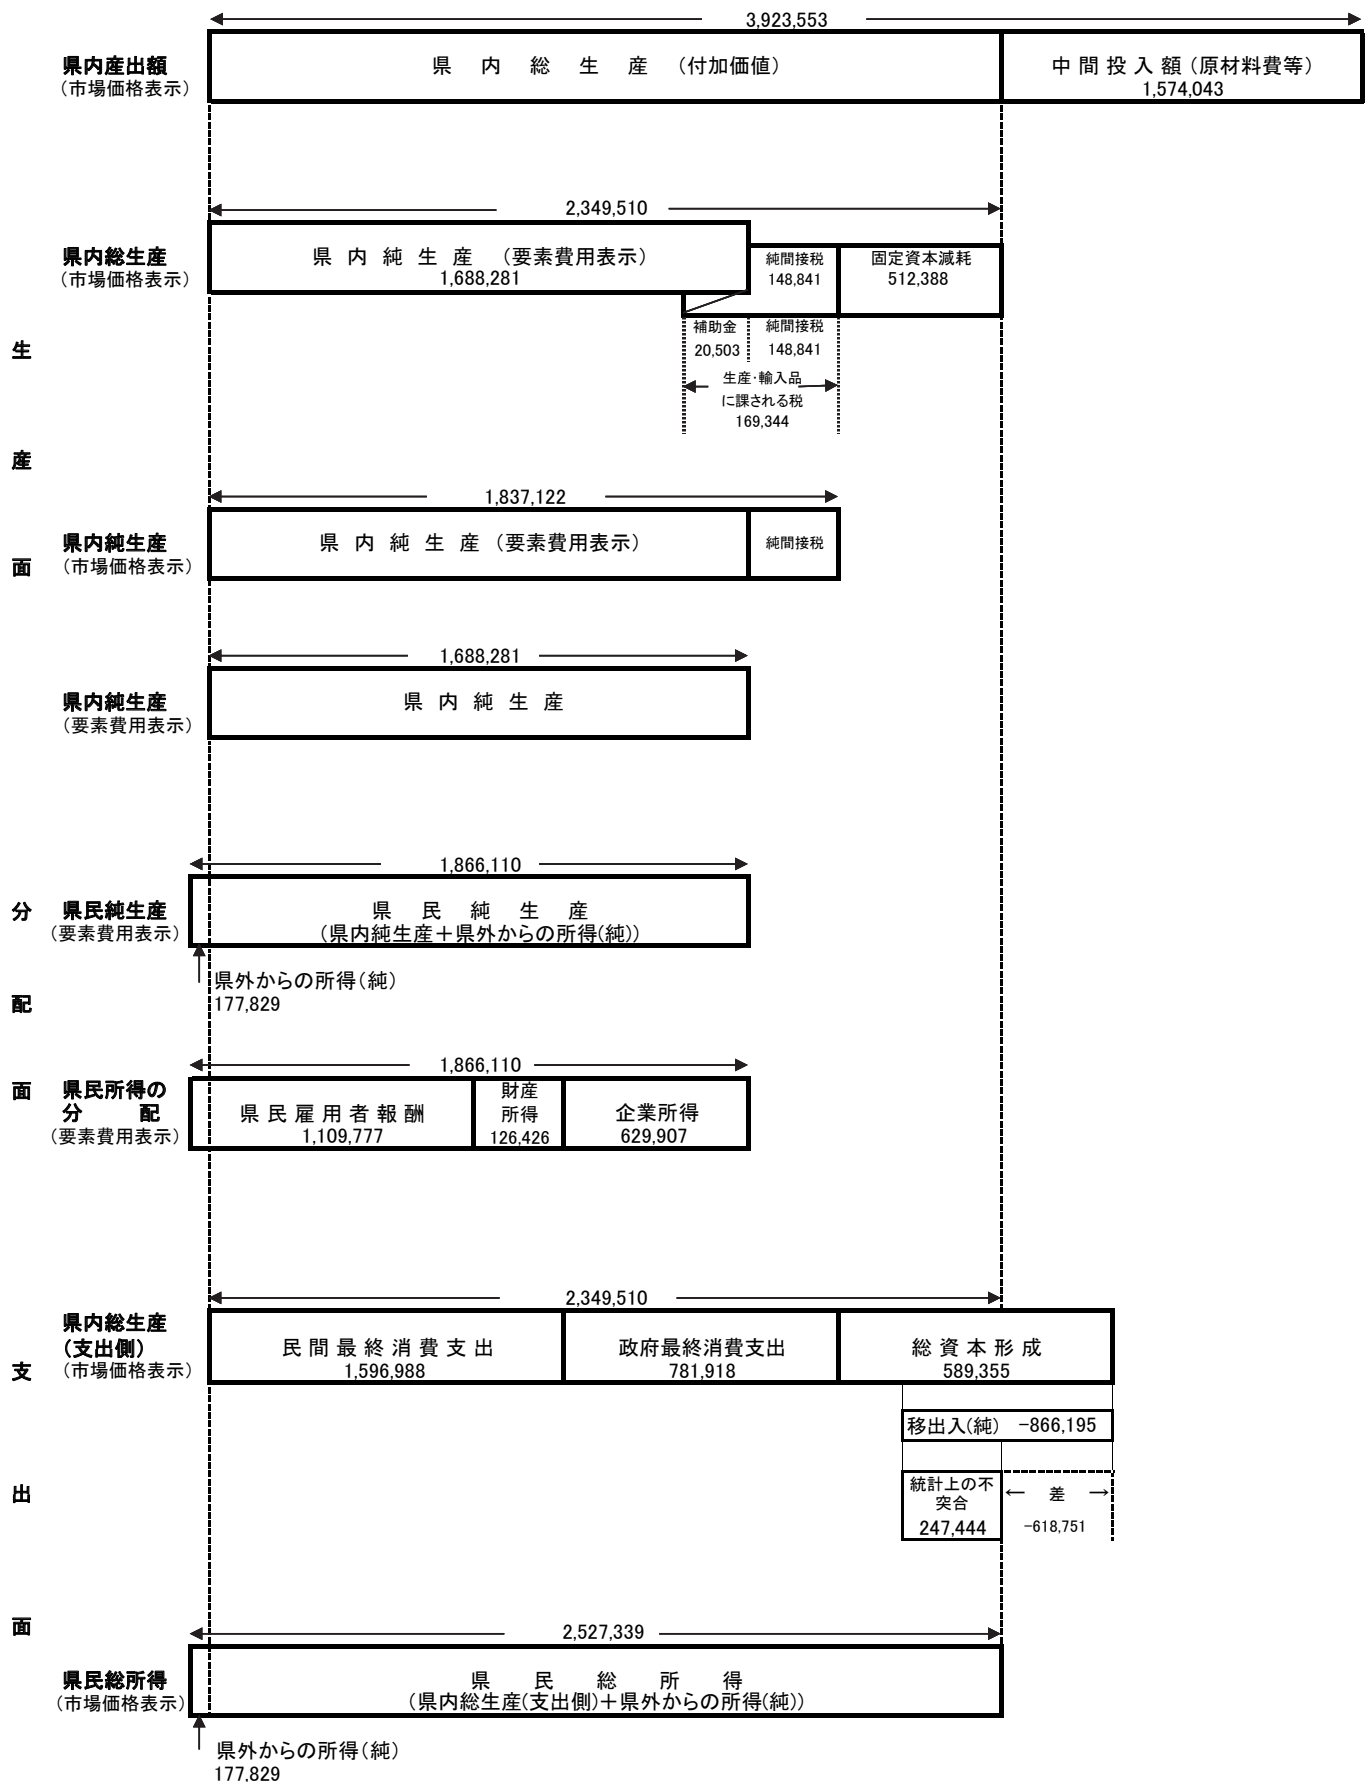 3,923,553
県内産出額
（市場価格表示）
県内総生産（付加価値）
中間投入額（原材料費等）
1,574,043
2,349,510
県内総生産
（市場価格表示）
県内純生産（要素費用表示）
1,688,281
純間接税
148,841
固定資本減耗
512,388
補助金
20,503
純間接税
148,841
生産・輸入品
に課される税
169,344
生
産
面
1,837,122
県内純生産
（市場価格表示）
県内純生産（要素費用表示）
純間接税
1,688,281
県内純生産
（要素費用表示）
県内純生産
分
配
面
1,866,110
県民純生産
（要素費用表示）
県民純生産
（県内純生産＋県外からの所得(純)）
県外からの所得（純）
177,829
1,866,110
県民所得の
分配
（要素費用表示）
県民雇用者報酬
1,109,777
財産
所得
126,426
企業所得
629,907
支
出
面
2,349,510
県内総生産
（支出側）
（市場価格表示）
民間最終消費支出
1,596,988
政府最終消費支出
781,918
総資本形成
589,355
移出入(純) −866,195
統計上の不
突合
247,444
← 差 →
−618,751
2,527,339
県民総所得
（市場価格表示）
県民総所得
（県内総生産(支出側)＋県外からの所得(純)）
県外からの所得（純）
177,829